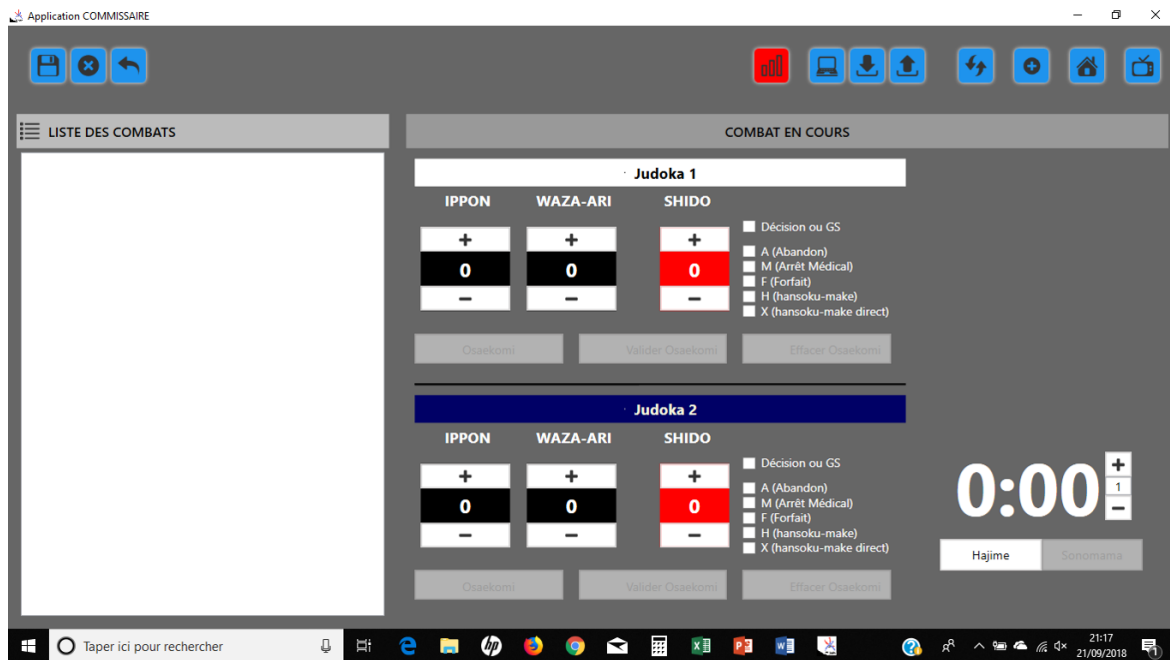 Application COMMISSAIRE
LISTE DES COMBATS
COMBAT EN COURS
Judoka 1
IPPON WAZA-ARI SHIDO
+ + +
0 0 0
− − −
Décision ou GS
A (Abandon)
M (Arrêt Médical)
F (Forfait)
H (hansoku-make)
X (hansoku-make direct)
Osaekomi Valider Osaekomi Effacer Osaekomi
Judoka 2
IPPON WAZA-ARI SHIDO
+ + +
0 0 0
− − −
Décision ou GS
A (Abandon)
M (Arrêt Médical)
F (Forfait)
H (hansoku-make)
X (hansoku-make direct)
Osaekomi Valider Osaekomi Effacer Osaekomi
+
0:00 1
−
Hajime Sonomama
Taper ici pour rechercher
21:17
21/09/2018